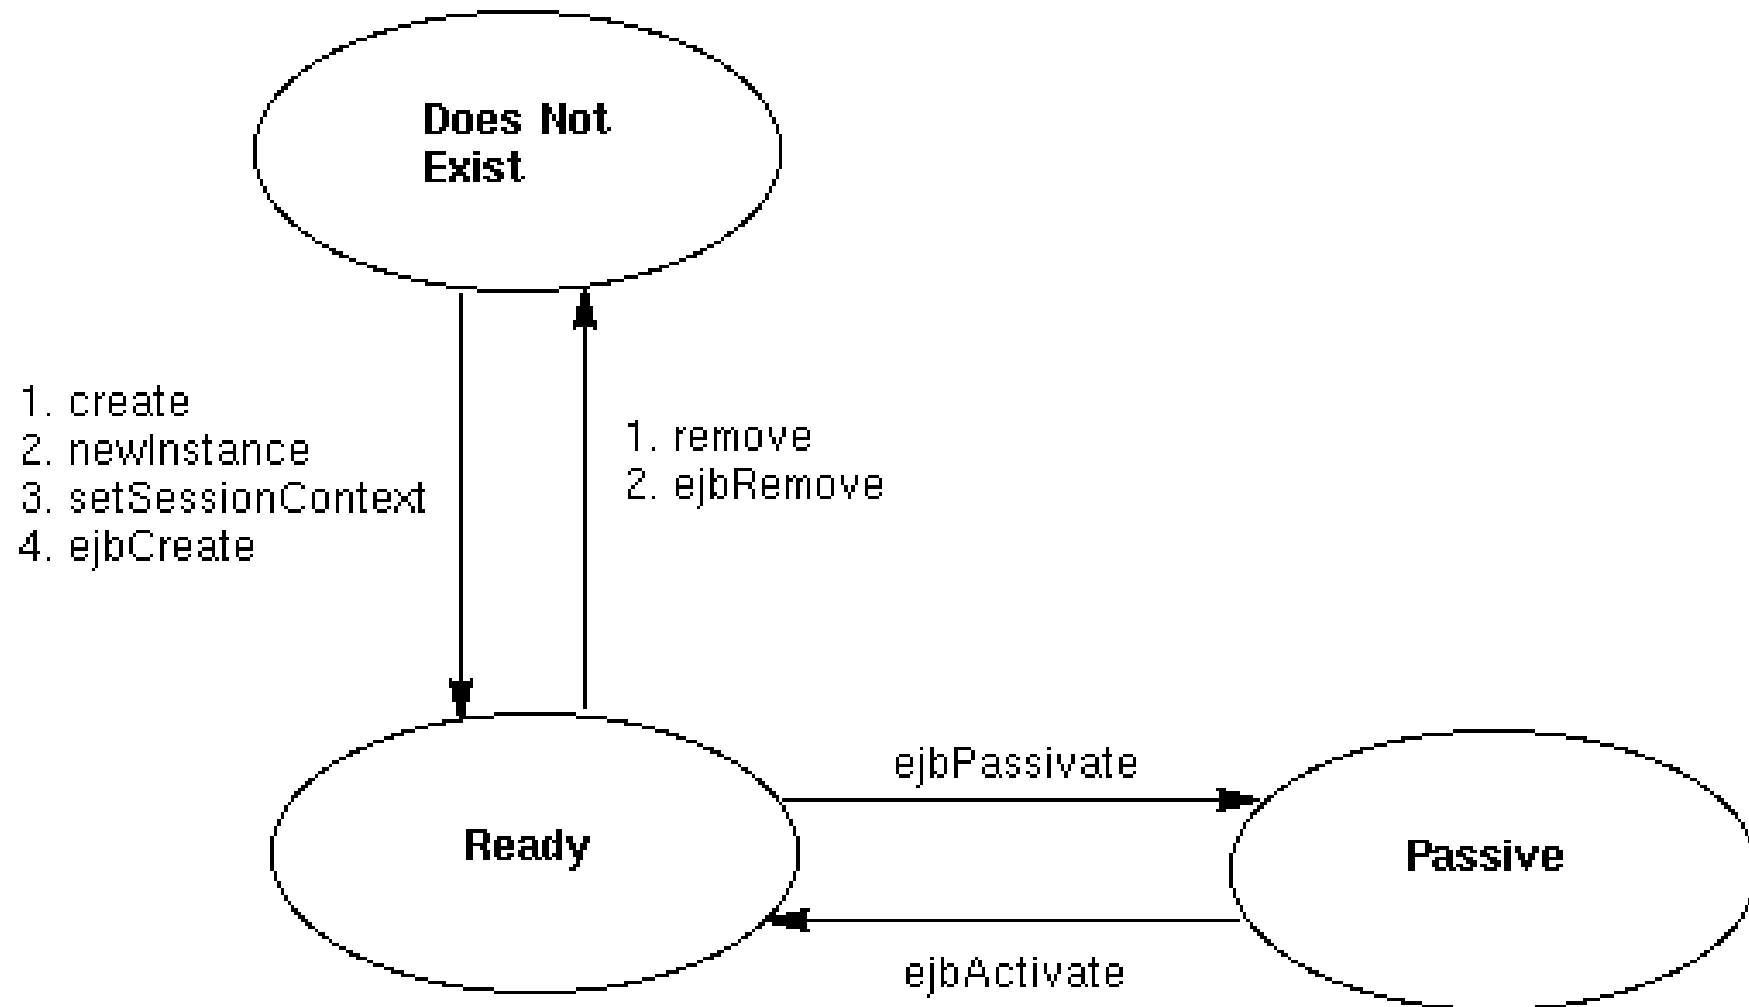 Does Not
Exist
1. create
2. newInstance
3. setSessionContext
4. ejbCreate
1. remove
2. ejbRemove
ejbPassivate
Ready
Passive
ejbActivate